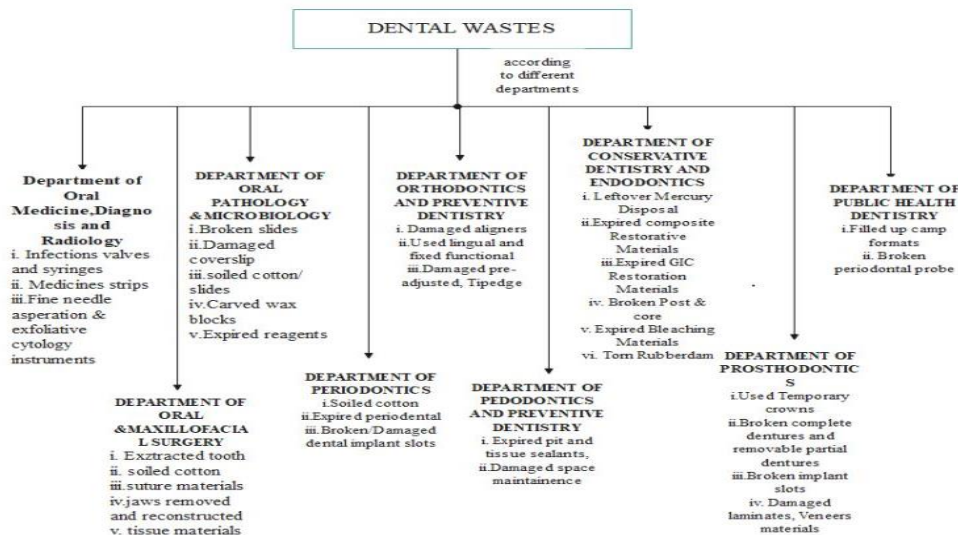 DENTAL WASTES
according
to different
departments
Department of
Oral
Medicine,Diagno
sis and
Radiology
i. Infections valves
and syringes
ii. Medicines strips
iii.Fine needle
asperation &
exfoliative
cytology
instruments
DEPARTMENT OF
ORAL
&MAXILLOFACIA
L SURGERY
i. Exztracted tooth
ii. soiled cotton
iii.suture materials
iv.jaws removed
and reconstructed
v. tissue materials
DEPARTMENT OF
ORAL
PATHOLOGY
&MICROBIOLOGY
i.Broken slides
ii.Damaged
coverslip
iii.soiled cotton/
slides
iv.Carved wax
blocks
v.Expired reagents
DEPARTMENT OF
PERIODONTICS
i.Soiled cotton
ii.Expired periodental
iii.Broken/Damaged
dental implant slots
DEPARTMENT OF
ORTHODONTICS
AND PREVENTIVE
DENTISTRY
i. Damaged aligners
ii.Used lingual and
fixed functional
iii.Damaged pre-
adjusted, Tipedge
DEPARTMENT OF
PEDODONTICS
AND PREVENTIVE
DENTISTRY
i. Expired pit and
tissue sealants,
ii.Damaged space
maintainence
DEPARTMENT OF
CONSERVATIVE
DENTISTRY AND
ENDODONTICS
i. Leftover Mercury
Disposal
ii.Expired composite
Restorative
Materials
iii.Expired GIC
Restoration
Materials
iv. Broken Post &
core
v. Expired Bleaching
Materials
vi. Torn Rubberdam
DEPARTMENT OF
PROSTHODONTIC
S
i.Used Temporary
crowns
ii.Broken complete
dentures and
removable partial
dentures
iii.Broken implant
slots
iv. Damaged
laminates, Veneers
materials
DEPARTMENT OF
PUBLIC HEALTH
DENTISTRY
i.Filled up camp
formats
ii. Broken
periodontal probe